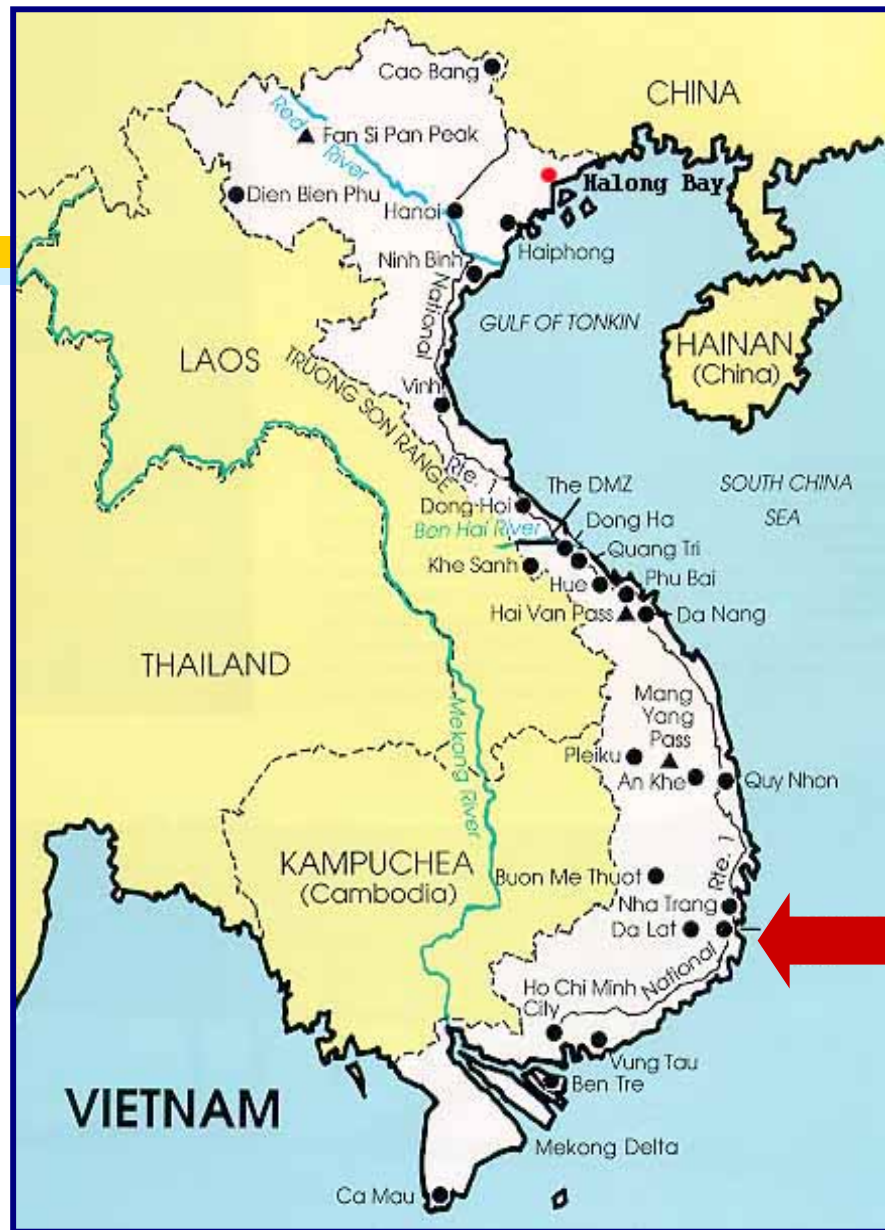 Cao Bang
CHINA
Red
River
Fan Si Pan Peak
Halong Bay
Dien Bien Phu
Hanoi
Haiphong
Ninh Binh
National
GULF OF TONKIN
LAOS
HAINAN
(China)
TRUONG SON RANGE
Vinh
Rte. 1
SOUTH CHINA
SEA
The DMZ
Dong Hoi
Dong Ha
Ben Hai River
Quang Tri
Khe Sanh
Phu Bai
Hue
Hai Van Pass
Da Nang
THAILAND
Mang
Yang
Pass
Mekong River
Pleiku
An Khe
Quy Nhon
KAMPUCHEA
(Cambodia)
Buon Me Thuot
Rte. 1
Nha Trang
Da Lat
National
Ho Chi Minh
City
Vung Tau
Ben Tre
VIETNAM
Mekong Delta
Ca Mau